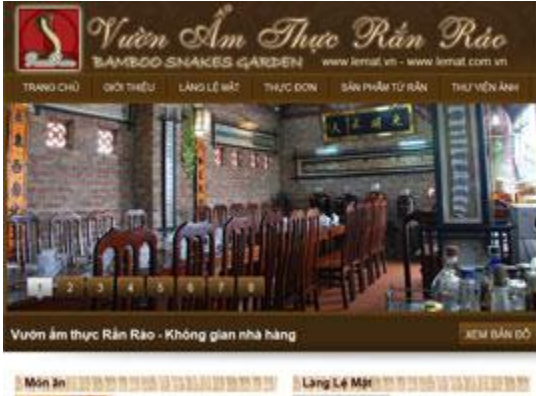 Vườn Ẩm Thực Rắn Ráo
BAMBOO SNAKES GARDEN www.lemat.vn - www.lemat.com.vn
TRANG CHỦ GIỚI THIỆU LÀNG LỆ MẬT THỰC ĐƠN SẢN PHẨM TỪ RẮN THƯ VIỆN ẢNH
1 2 3 4 5 6 7 8
Vườn ẩm thực Rắn Ráo - Không gian nhà hàng XEM BẢN ĐỒ
Món ăn Làng Lệ Mật